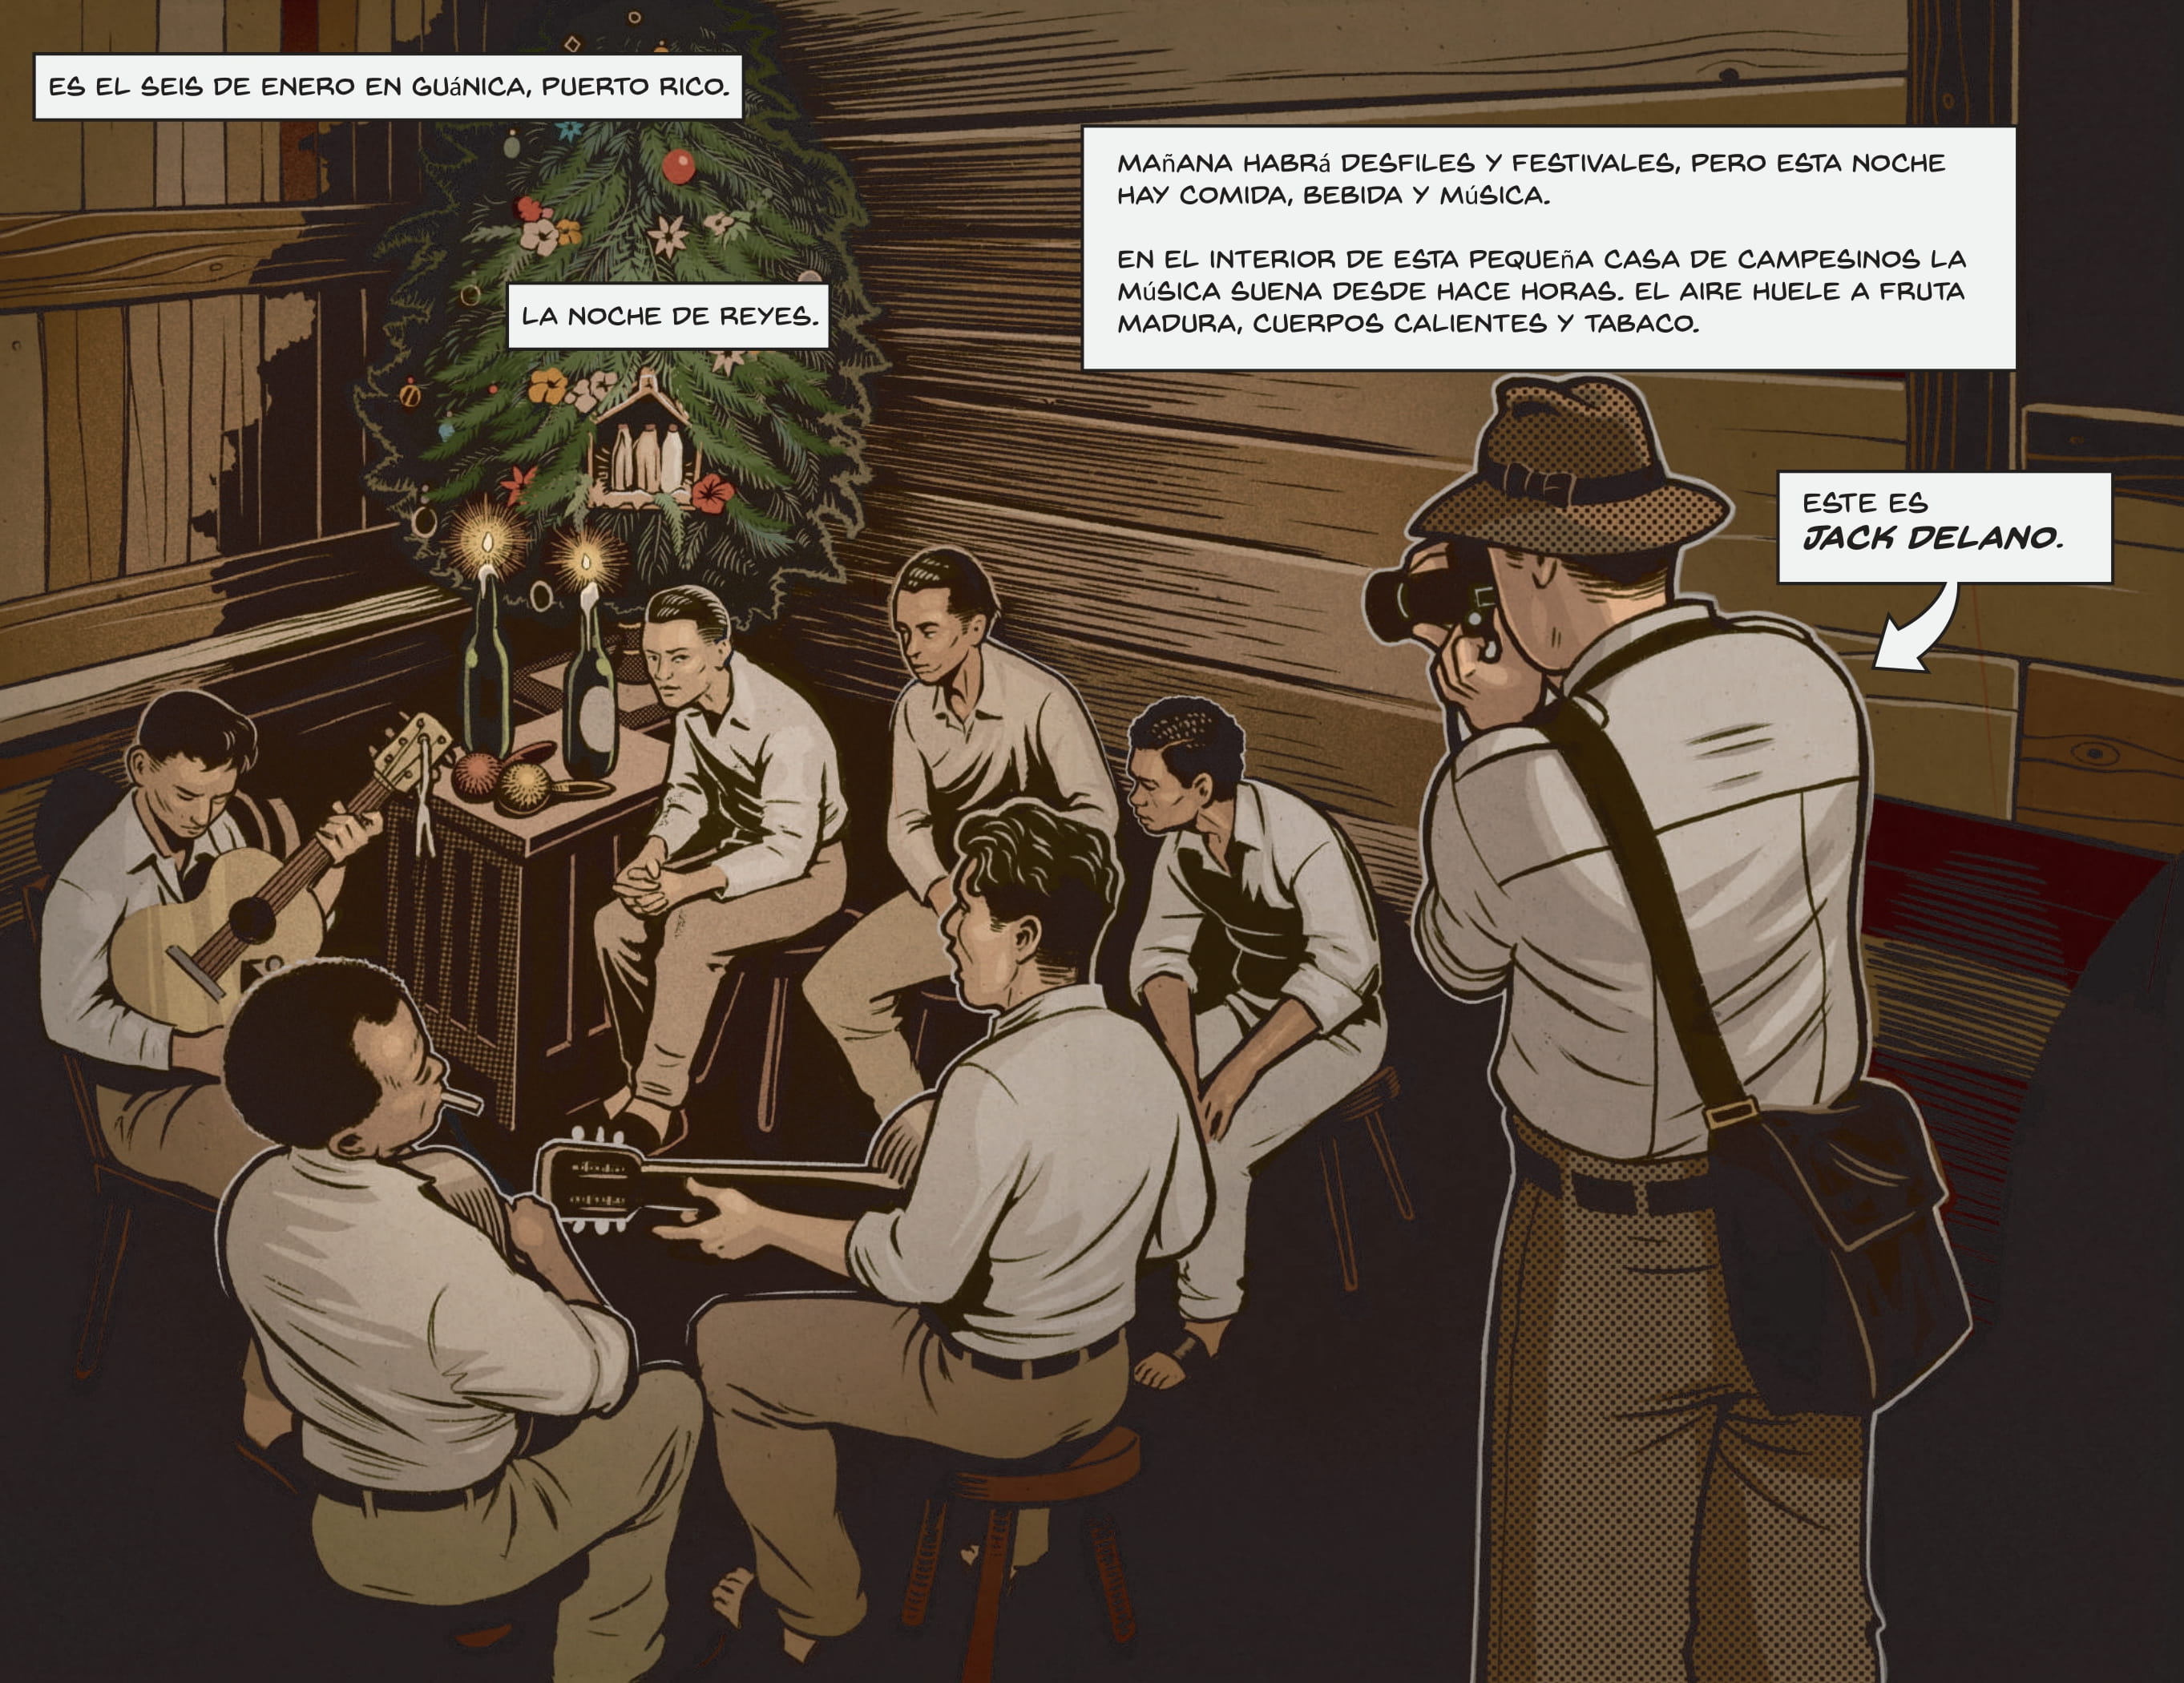 ES EL SEIS DE ENERO EN GUáNICA, PUERTO RICO.
LA NOCHE DE REYES.
MAñANA HABRá DESFILES Y FESTIVALES, PERO ESTA NOCHE
HAY COMIDA, BEBIDA Y MúSICA.
EN EL INTERIOR DE ESTA PEQUEñA CASA DE CAMPESINOS LA
MúSICA SUENA DESDE HACE HORAS. EL AIRE HUELE A FRUTA
MADURA, CUERPOS CALIENTES Y TABACO.
ESTE ES
JACK DELANO.